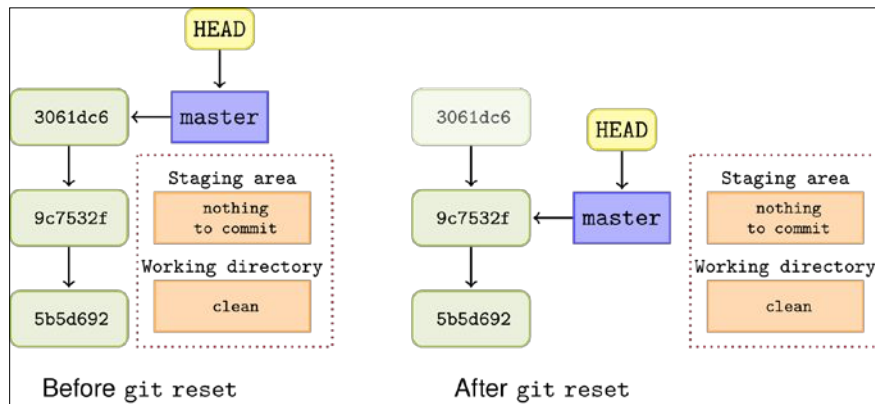 HEAD
3061dc6
master
Staging area
nothing
to commit
9c7532f
Working directory
clean
5b5d692
Before git reset
3061dc6
HEAD
Staging area
nothing
to commit
9c7532f
master
Working directory
clean
5b5d692
After git reset